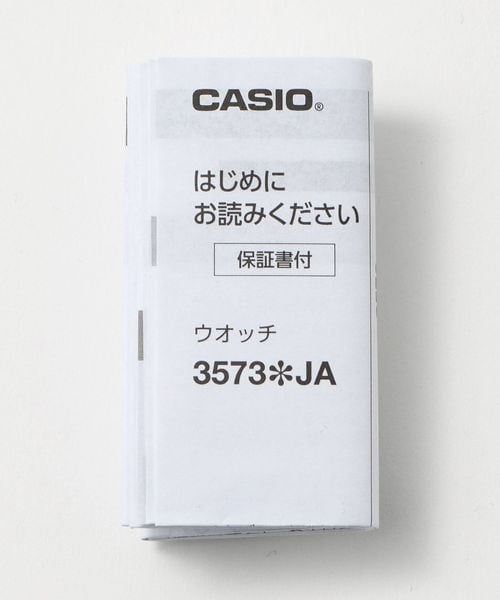 CASIO®
はじめに
お読みください
保証書付
ウオッチ
3573✻JA